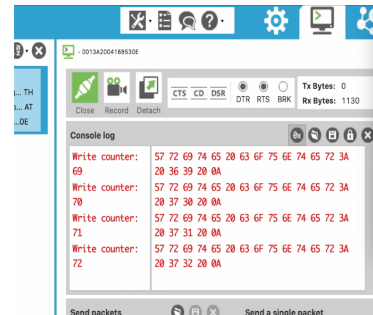 - 0013A2004188530E
g... TH
o... AT
...0E
Close Record Detach
CTS CD DSR
DTR RTS BRK
Tx Bytes: 0
Rx Bytes: 1130
Console log
Write counter: 57 72 69 74 65 20 63 6F 75 6E 74 65 72 3A
69 20 36 39 20 0A
Write counter: 57 72 69 74 65 20 63 6F 75 6E 74 65 72 3A
70 20 37 30 20 0A
Write counter: 57 72 69 74 65 20 63 6F 75 6E 74 65 72 3A
71 20 37 31 20 0A
Write counter: 57 72 69 74 65 20 63 6F 75 6E 74 65 72 3A
72 20 37 32 20 0A
Send packets
Send a single packet